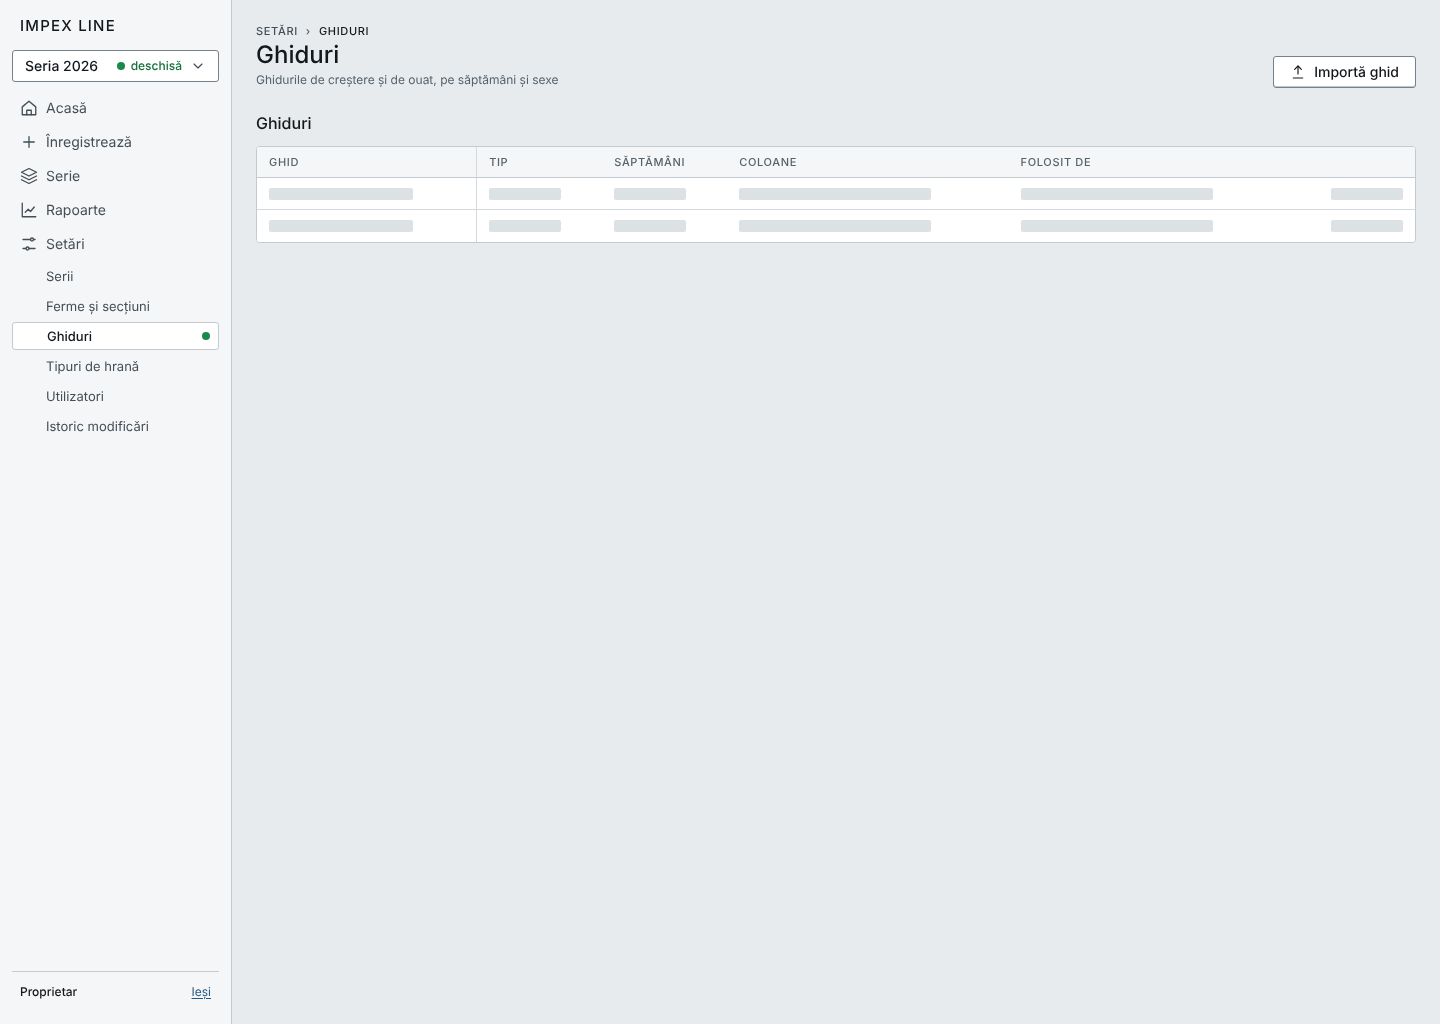 IMPEX LINE
Seria 2026 deschisă
Acasă
Înregistrează
Serie
Rapoarte
Setări
Serii
Ferme și secțiuni
Ghiduri
Tipuri de hrană
Utilizatori
Istoric modificări
Proprietar Ieși
SETĂRI › GHIDURI
Ghiduri
Ghidurile de creștere și de ouat, pe săptămâni și sexe
Importă ghid
Ghiduri
GHID TIP SĂPTĂMÂNI COLOANE FOLOSIT DE